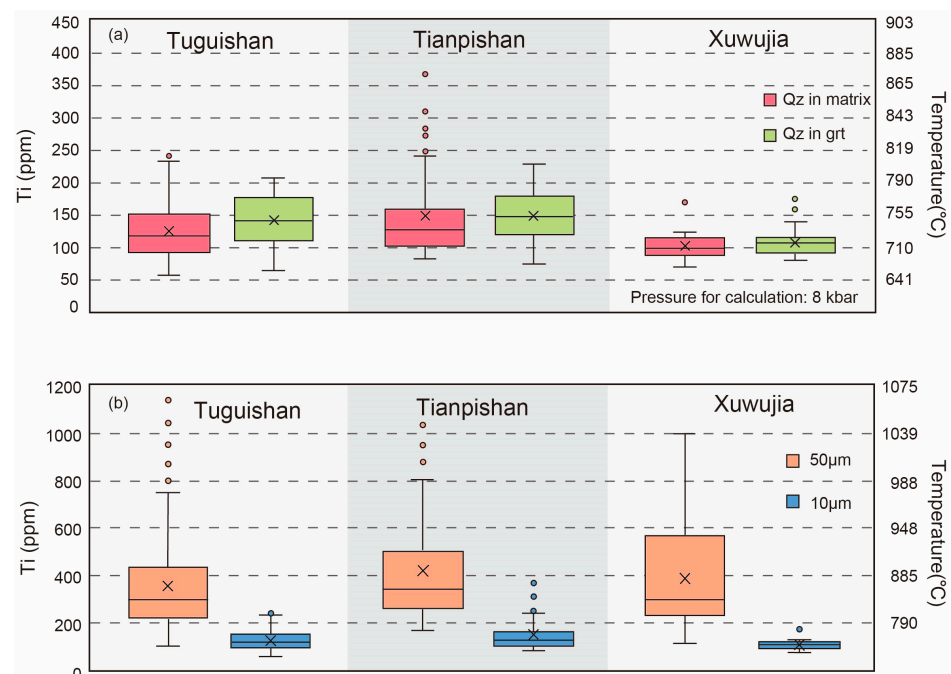 (a) Tuguishan Tianpishan Xuwujia
450 903
400 885
350 865
300 843
250 819
200 790
150 755
100 710
50 641
0
Ti (ppm)
Temperature(°C)
Qz in matrix
Qz in grt
Pressure for calculation: 8 kbar
(b) Tuguishan Tianpishan Xuwujia
1200 1075
1000 1039
800 988
600 948
400 885
200 790
0
Ti (ppm)
Temperature(°C)
50μm
10μm